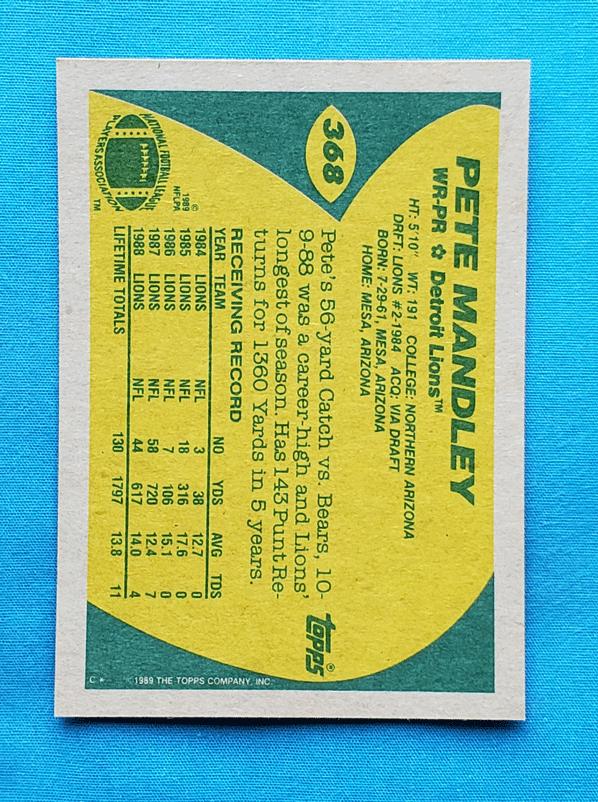 368
PETE MANDLEY
WR-PR ✿ Detroit Lions™
HT: 5'10" WT: 191 COLLEGE: NORTHERN ARIZONA
DRFT: LIONS #2-1984 ACQ: VIA DRAFT
BORN: 7-29-61, MESA, ARIZONA
HOME: MESA, ARIZONA
Pete's 56-yard Catch vs. Bears, 10-
9-88 was a career-high and Lions'
longest of season. Has 143 Punt Re-
turns for 1360 Yards in 5 years.
topps®
RECEIVING RECORD
YEAR TEAM NO YDS AVG TDS
1984 LIONS NFL 3 38 12.7 0
1985 LIONS NFL 18 316 17.6 0
1986 LIONS NFL 7 106 15.1 0
1987 LIONS NFL 58 720 12.4 7
1988 LIONS NFL 44 617 14.0 4
LIFETIME TOTALS 130 1797 13.8 11
NATIONAL FOOTBALL LEAGUE
PLAYERS ASSOCIATION
TM
©
1989
NFLPA
C *
©1989 THE TOPPS COMPANY, INC.